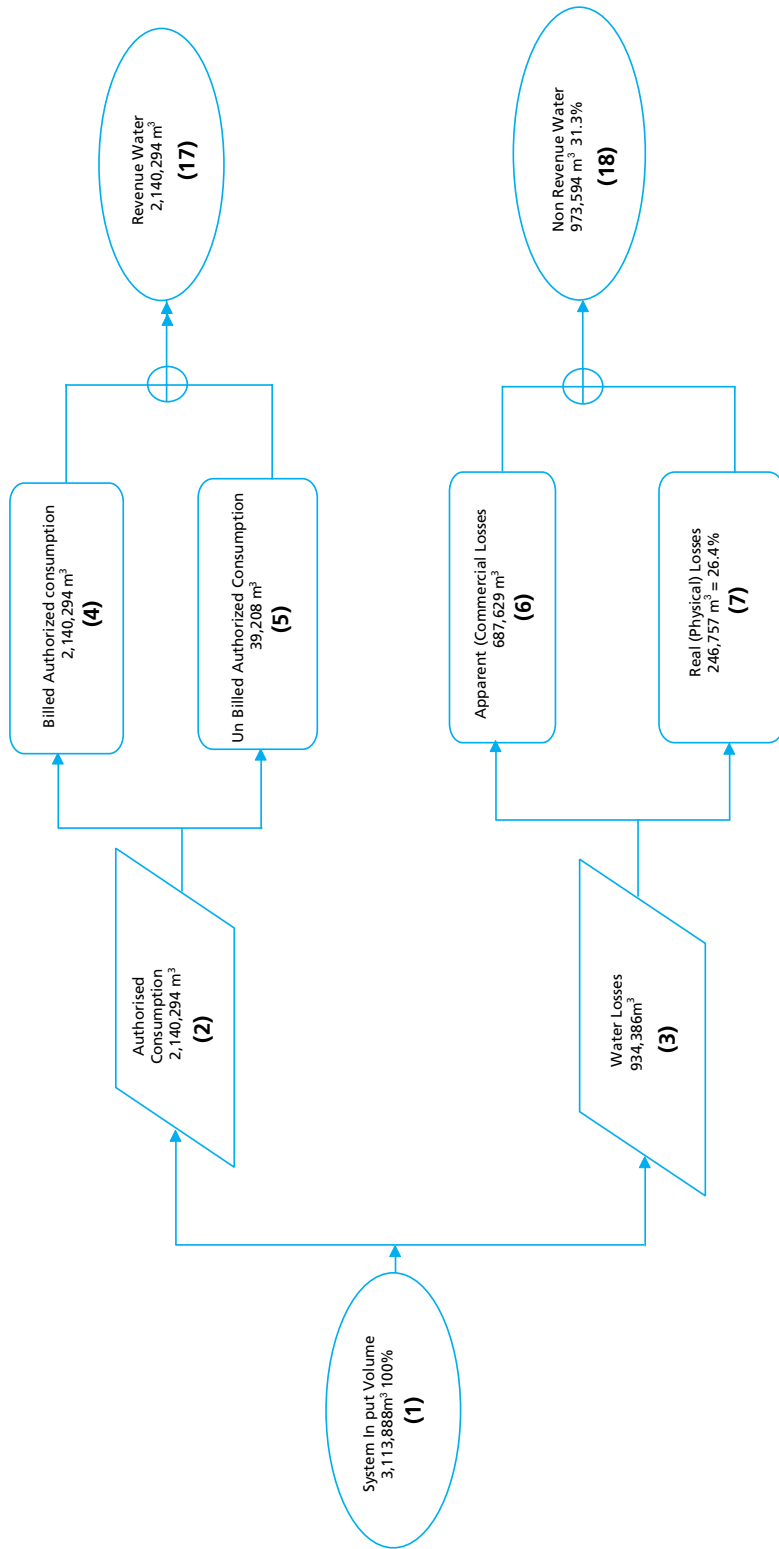 System In put Volume
3,113,888m³ 100%
(1)
Authorised
Consumption
2,140,294 m³
(2)
Water Losses
934,386m³
(3)
Billed Authorized consumption
2,140,294 m³
(4)
Un Billed Authorized Consumption
39,208 m³
(5)
Apparent (Commercial Losses
687,629 m³
(6)
Real (Physical) Losses
246,757 m³ = 26.4%
(7)
Revenue Water
2,140,294 m³
(17)
Non Revenue Water
973,594 m³ 31.3%
(18)